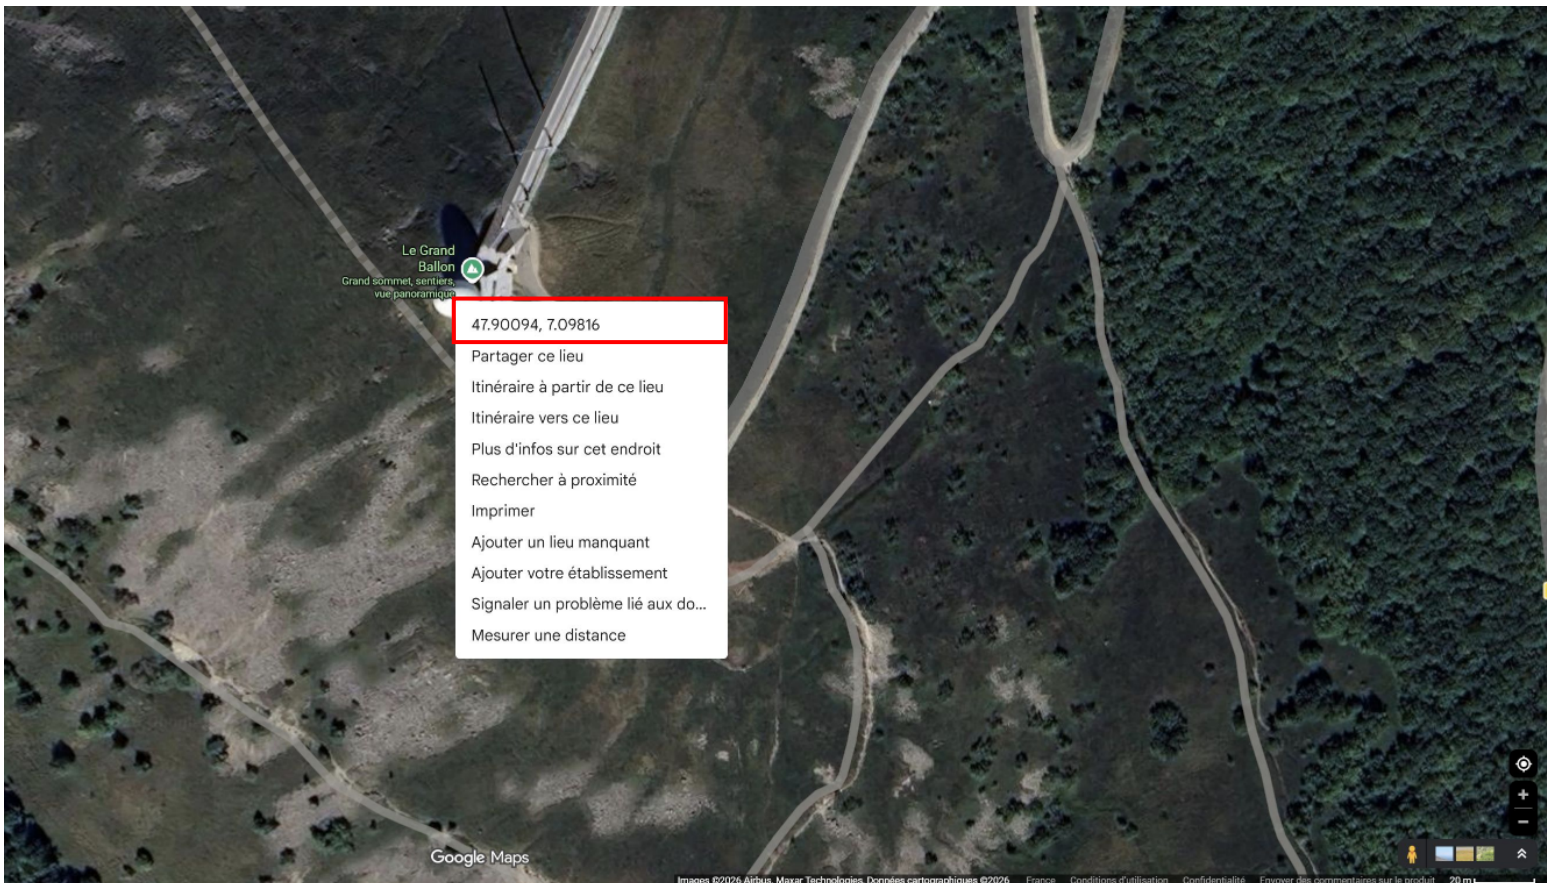 Le Grand
Ballon
Grand sommet, sentiers,
vue panoramique
47.90094, 7.09816
Partager ce lieu
Itinéraire à partir de ce lieu
Itinéraire vers ce lieu
Plus d'infos sur cet endroit
Rechercher à proximité
Imprimer
Ajouter un lieu manquant
Ajouter votre établissement
Signaler un problème lié aux do...
Mesurer une distance
Google Maps
Images ©2026 Airbus, Maxar Technologies, Données cartographiques ©2026 France Conditions d'utilisation Confidentialité Envoyer des commentaires sur le produit 20 m